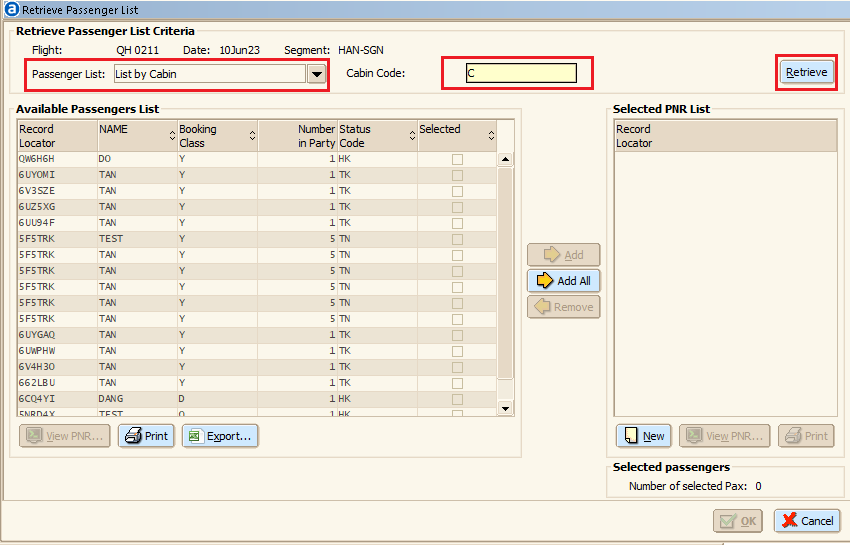 a Retrieve Passenger List
Retrieve Passenger List Criteria
Flight: QH 0211 Date: 10Jun23 Segment: HAN-SGN
Passenger List: List by Cabin Cabin Code: C Retrieve
Available Passengers List
Record Locator NAME Booking Class Number in Party Status Code Selected
QW6H6H DO Y 1 HK
6UYOMI TAN Y 1 TK
6V3SZE TAN Y 1 TK
6UZ5XG TAN Y 1 TK
6UU94F TAN Y 1 TK
5F5TRK TEST Y 5 TN
5F5TRK TAN Y 5 TN
5F5TRK TAN Y 5 TN
5F5TRK TAN Y 5 TN
5F5TRK TAN Y 5 TN
5F5TRK TAN Y 5 TN
6UYGAQ TAN Y 1 TK
6UWPHW TAN Y 1 TK
6V4H3O TAN Y 1 TK
662LBU TAN Y 1 TK
6CQ4YI DANG D 1 HK
5NRD4X TEST O 1 HK
View PNR... Print Export...
Add
Add All
Remove
Selected PNR List
Record
Locator
New View PNR... Print
Selected passengers
Number of selected Pax: 0
OK Cancel